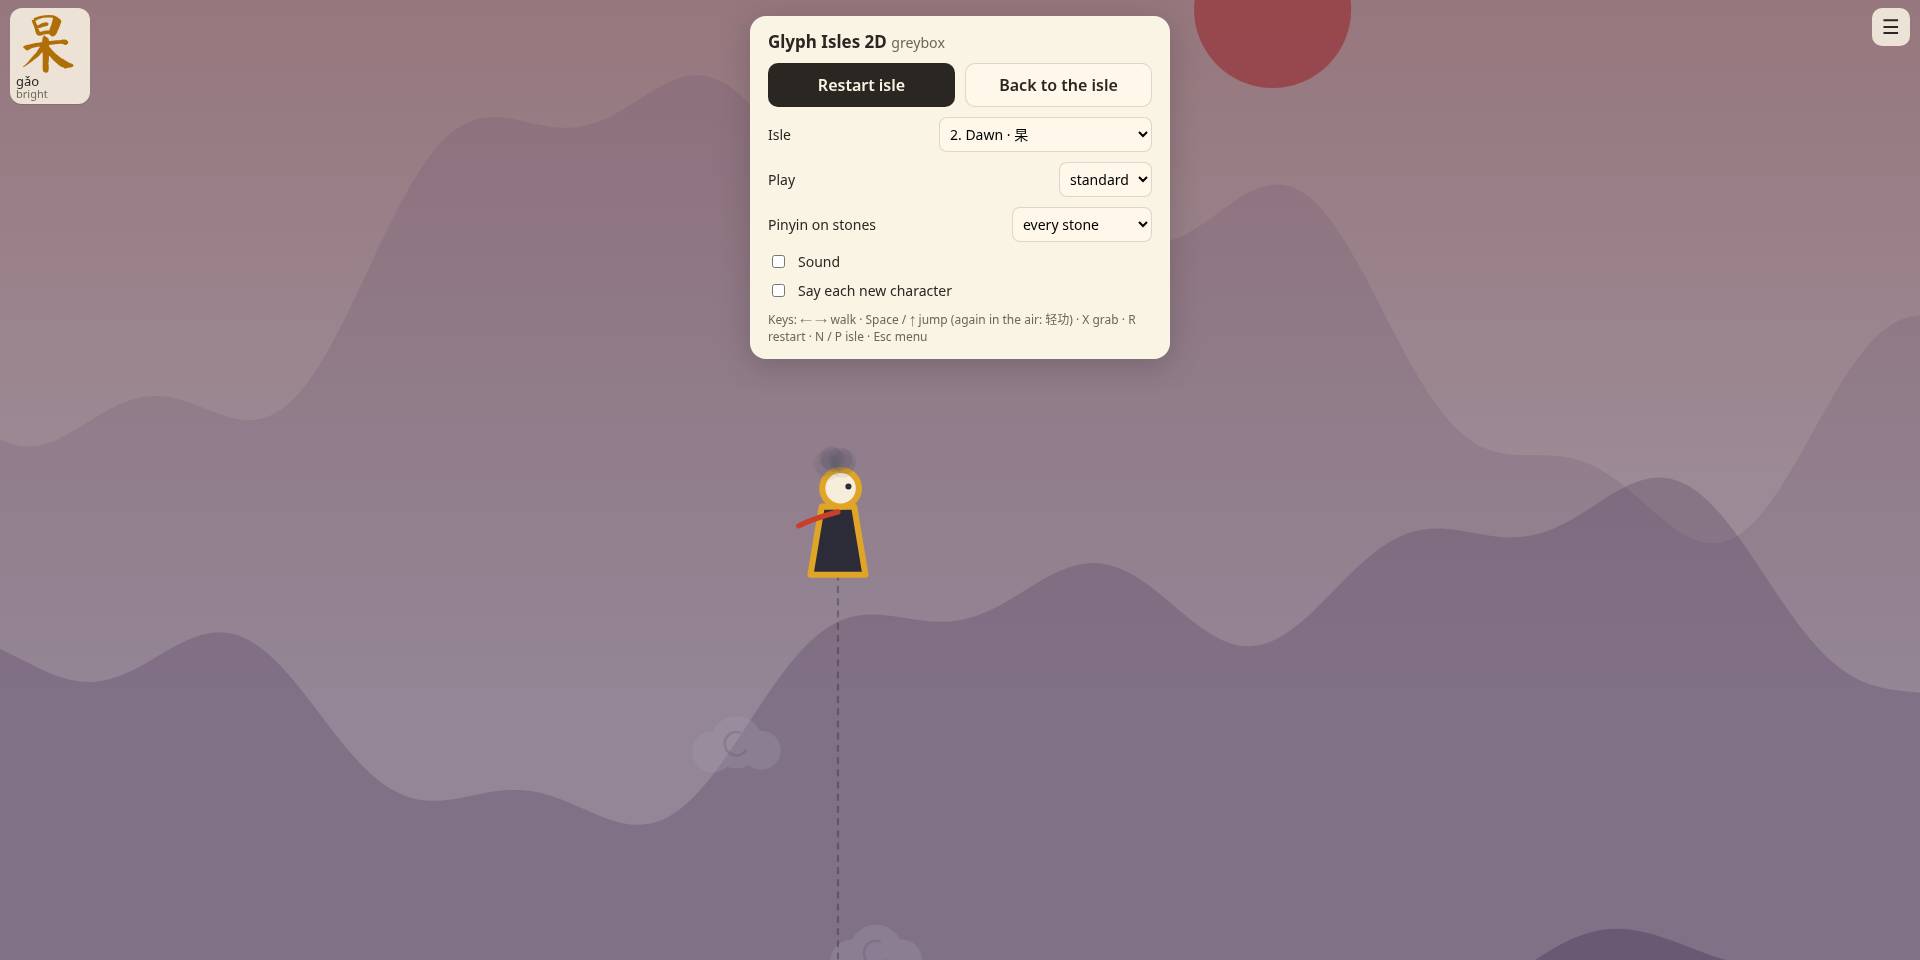 杲
gǎo
bright
Glyph Isles 2D greybox
Restart isle
Back to the isle
Isle
2. Dawn · 杲
Play
standard
Pinyin on stones
every stone
Sound
Say each new character
Keys: ← → walk · Space / ↑ jump (again in the air: 轻功) · X grab · R
restart · N / P isle · Esc menu